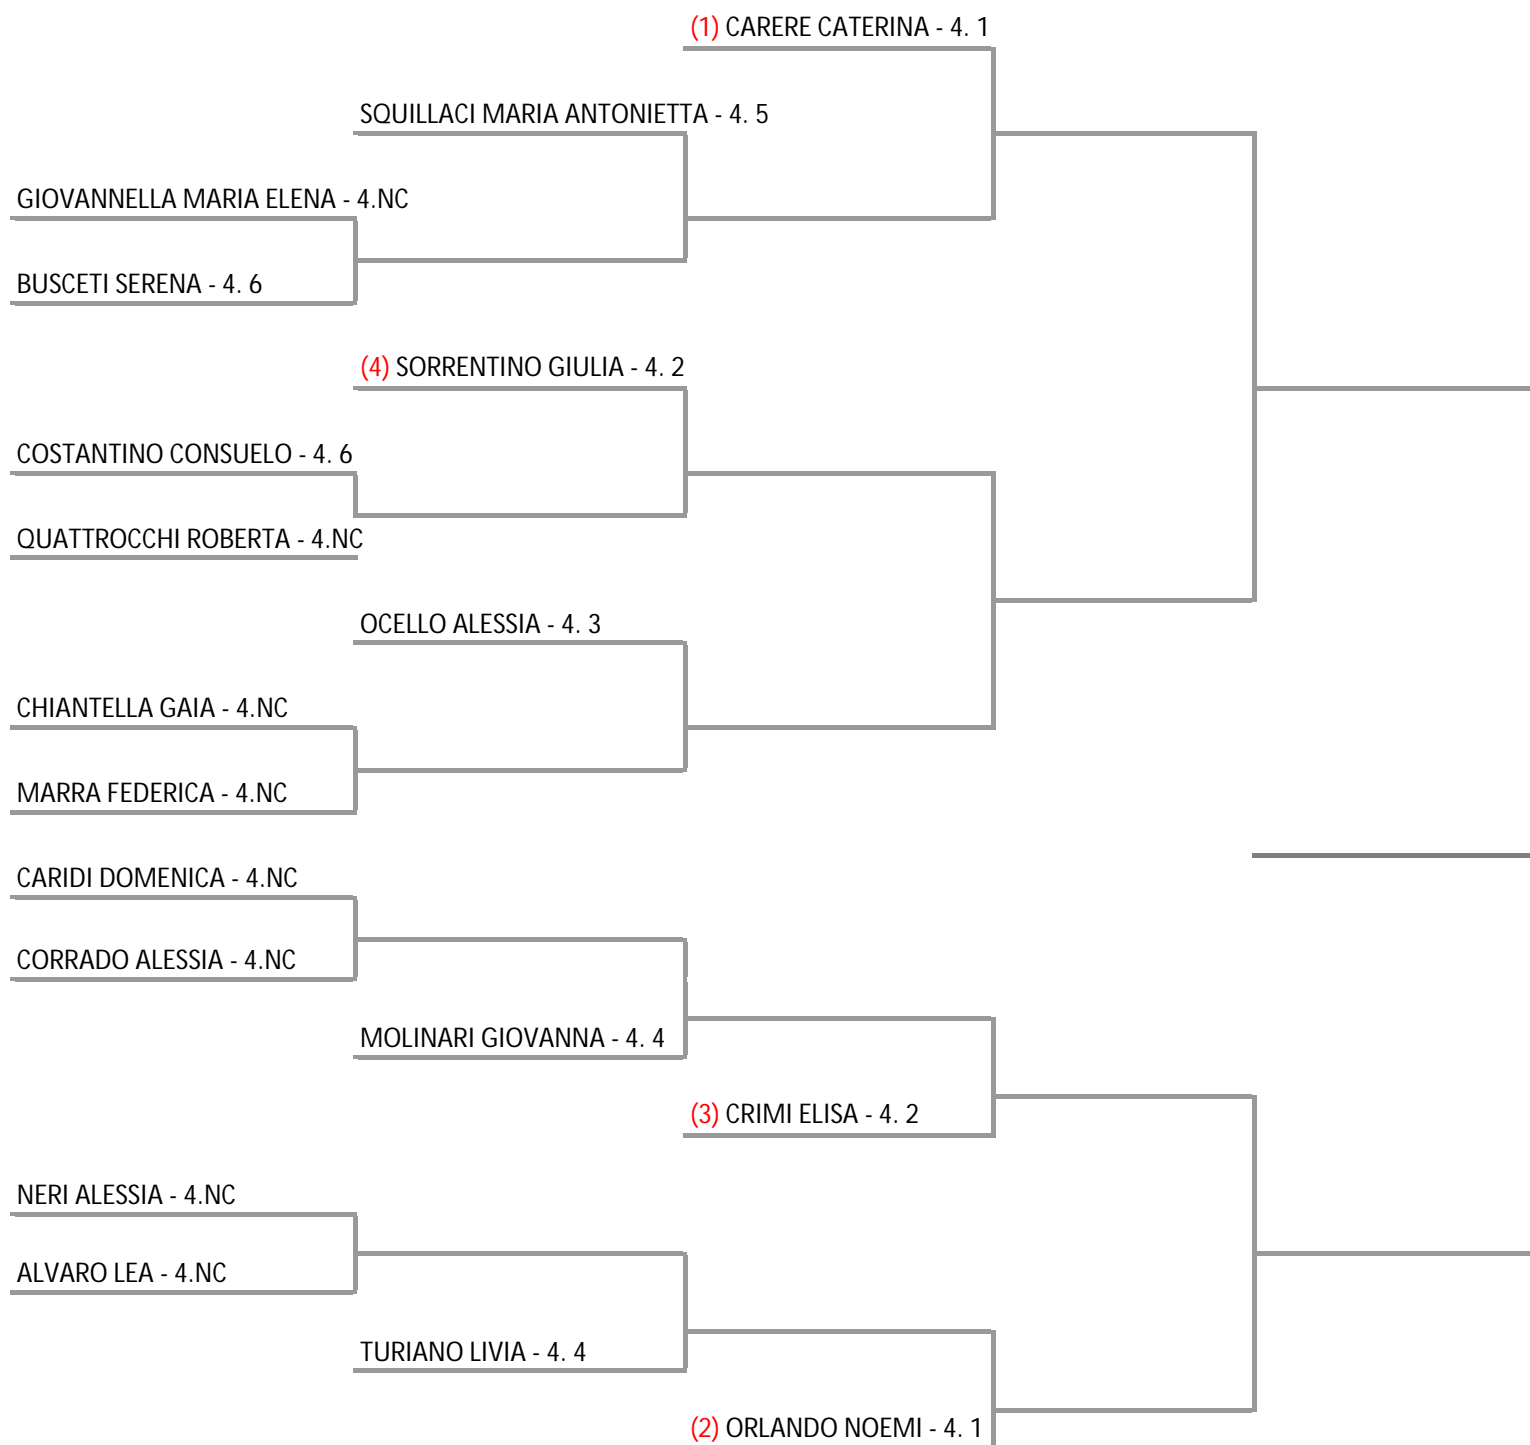 (1) CARERE CATERINA - 4. 1
SQUILLACI MARIA ANTONIETTA - 4. 5
GIOVANNELLA MARIA ELENA - 4.NC
BUSCETI SERENA - 4. 6
(4) SORRENTINO GIULIA - 4. 2
COSTANTINO CONSUELO - 4. 6
QUATTROCCHI ROBERTA - 4.NC
OCELLO ALESSIA - 4. 3
CHIANTELLA GAIA - 4.NC
MARRA FEDERICA - 4.NC
CARIDI DOMENICA - 4.NC
CORRADO ALESSIA - 4.NC
MOLINARI GIOVANNA - 4. 4
(3) CRIMI ELISA - 4. 2
NERI ALESSIA - 4.NC
ALVARO LEA - 4.NC
TURIANO LIVIA - 4. 4
(2) ORLANDO NOEMI - 4. 1